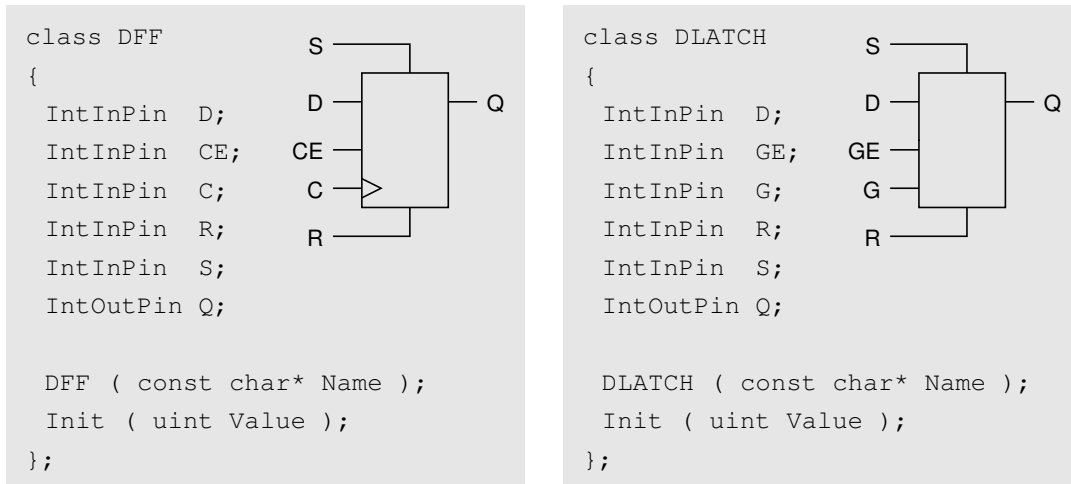 class DFF
{
IntInPin D;
IntInPin CE;
IntInPin C;
IntInPin R;
IntInPin S;
IntOutPin Q;
DFF ( const char* Name );
Init ( uint Value );
};
S
D
Q
CE
C
R
class DLATCH
{
IntInPin D;
IntInPin GE;
IntInPin G;
IntInPin R;
IntInPin S;
IntOutPin Q;
DLATCH ( const char* Name );
Init ( uint Value );
};
S
D
Q
GE
G
R